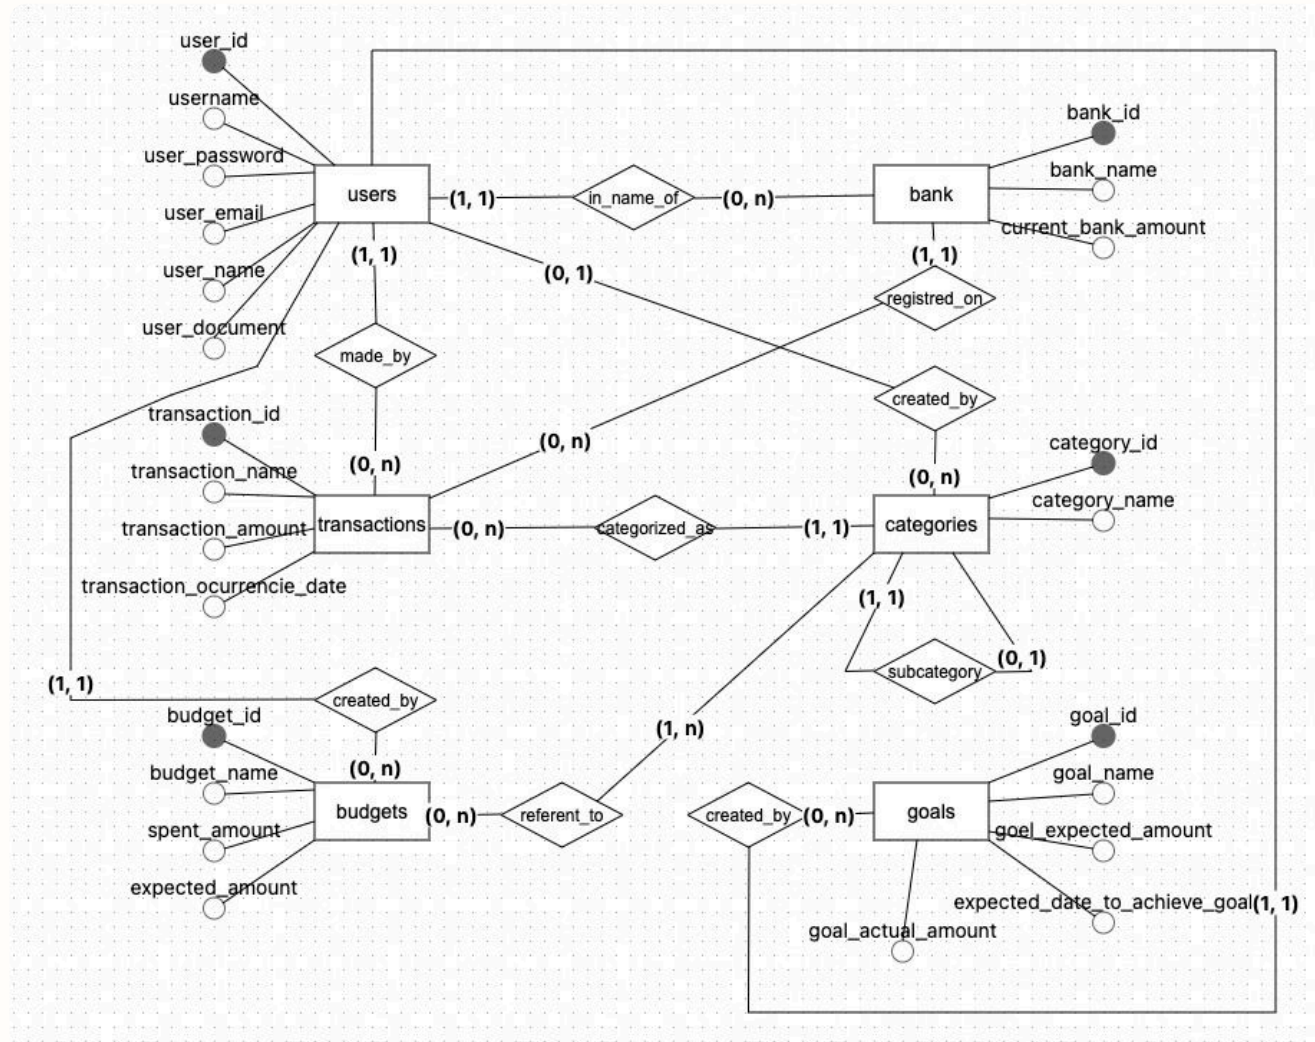 user_id
username
user_password
user_email
user_name
user_document
users
(1, 1)
in_name_of
(0, n)
bank
bank_id
bank_name
current_bank_amount
(1, 1)
(0, 1)
(1, 1)
registred_on
made_by
created_by
transaction_id
transaction_name
transaction_amount
transaction_ocurrencie_date
(0, n)
(0, n)
(0, n)
category_id
category_name
transactions
(0, n)
categorized_as
(1, 1)
categories
(1, 1)
(0, 1)
subcategory
(1, 1)
created_by
(1, n)
budget_id
budget_name
spent_amount
expected_amount
(0, n)
budgets
(0, n)
referent_to
created_by
(0, n)
goals
goal_id
goal_name
goel_expected_amount
expected_date_to_achieve_goal
(1, 1)
goal_actual_amount